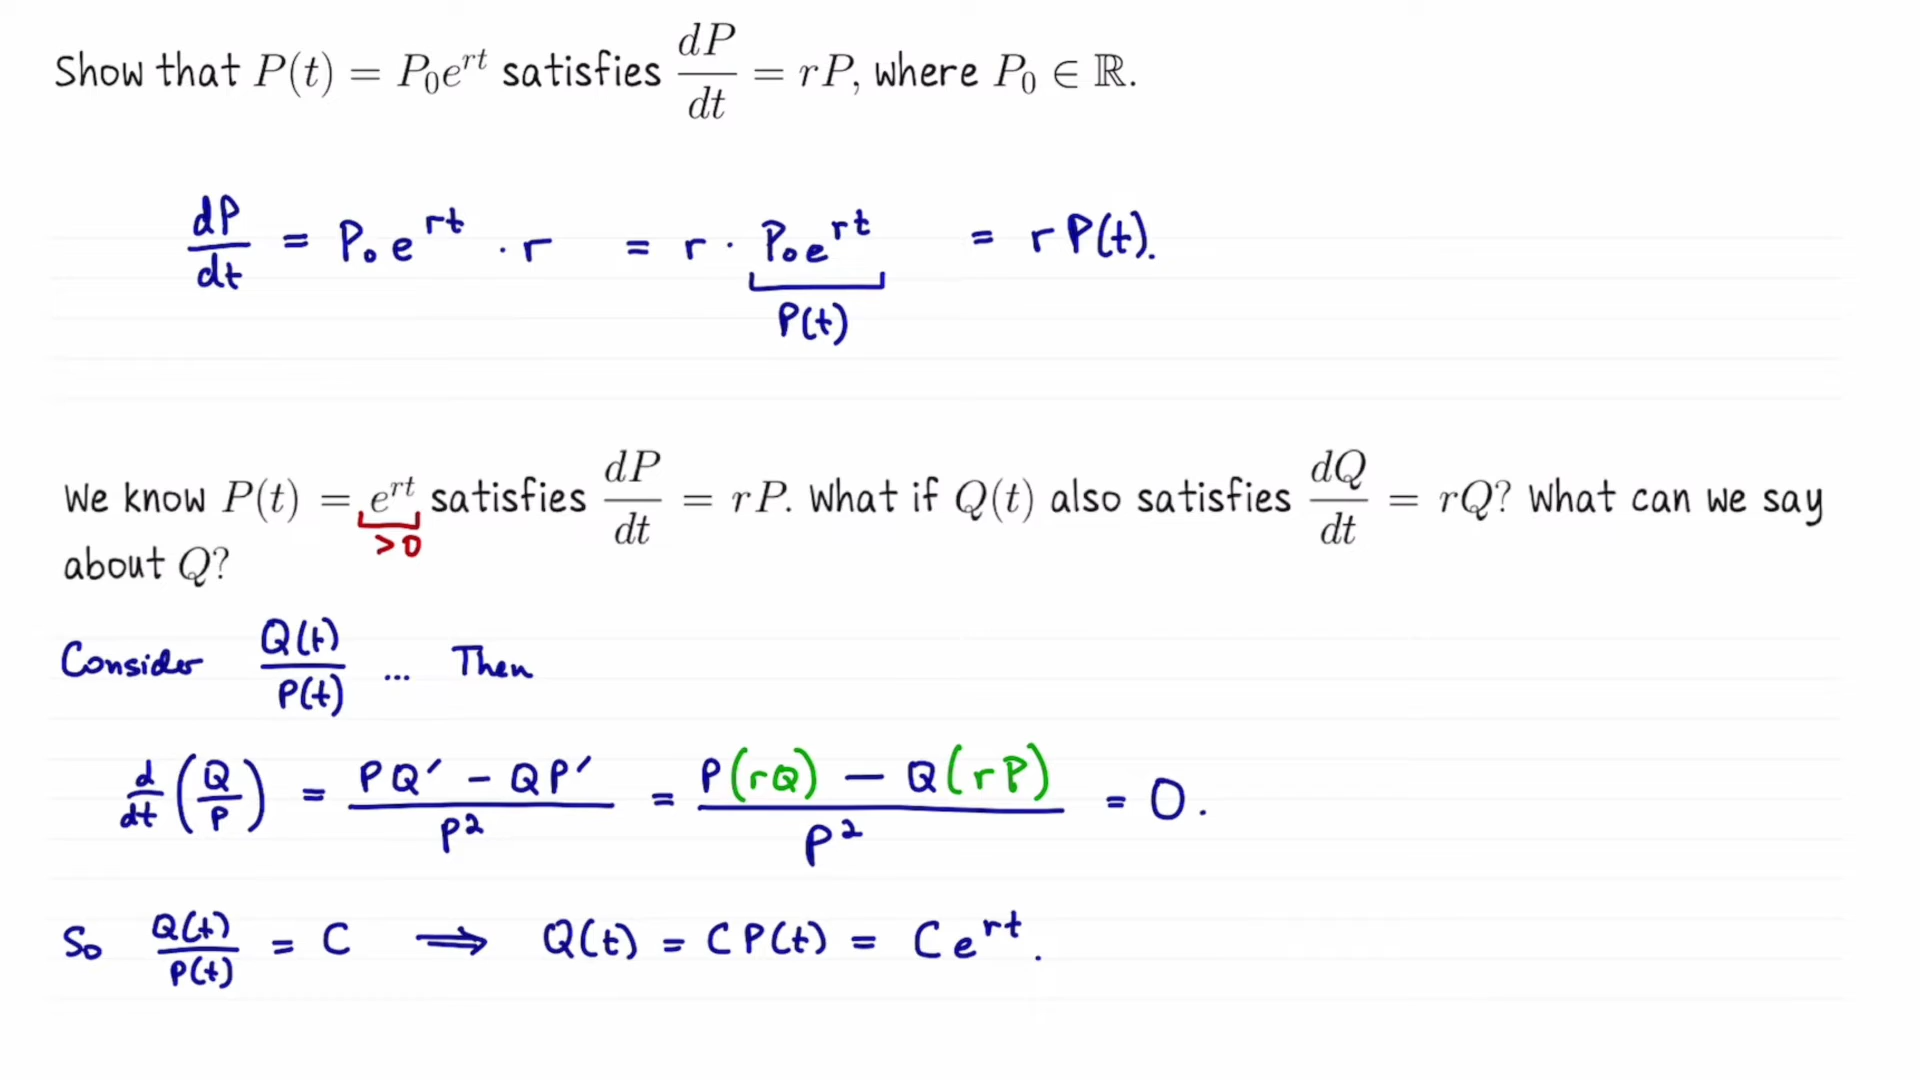 Show that P(t) = P₀e^{rt} satisfies dP/dt = rP, where P₀ ∈ ℝ.
dP/dt = P₀e^{rt} · r = r · P₀e^{rt} = rP(t).
P(t)
We know P(t) = e^{rt} satisfies dP/dt = rP. What if Q(t) also satisfies dQ/dt = rQ? What can we say
> 0
about Q?
Consider Q(t)/P(t) ... Then
d/dt (Q/P) = (PQ′ − QP′)/P² = (P(rQ) − Q(rP))/P² = 0.
So Q(t)/P(t) = C ⟹ Q(t) = CP(t) = Ce^{rt}.